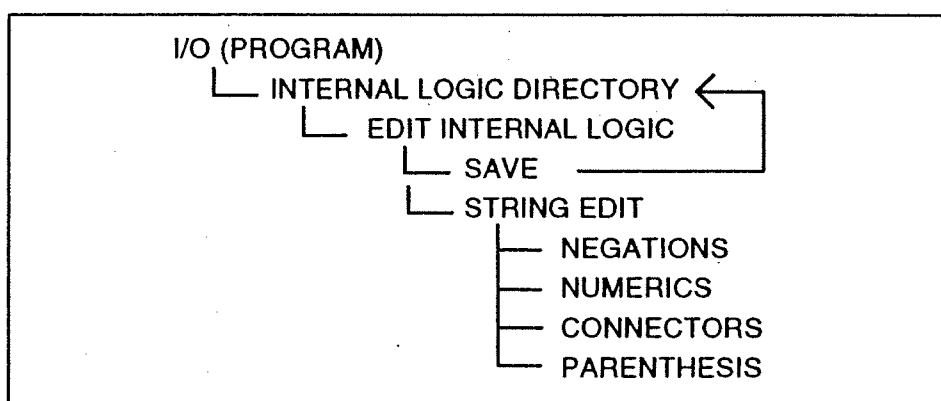 I/O (PROGRAM)
INTERNAL LOGIC DIRECTORY
EDIT INTERNAL LOGIC
SAVE
STRING EDIT
NEGATIONS
NUMERICS
CONNECTORS
PARENTHESIS